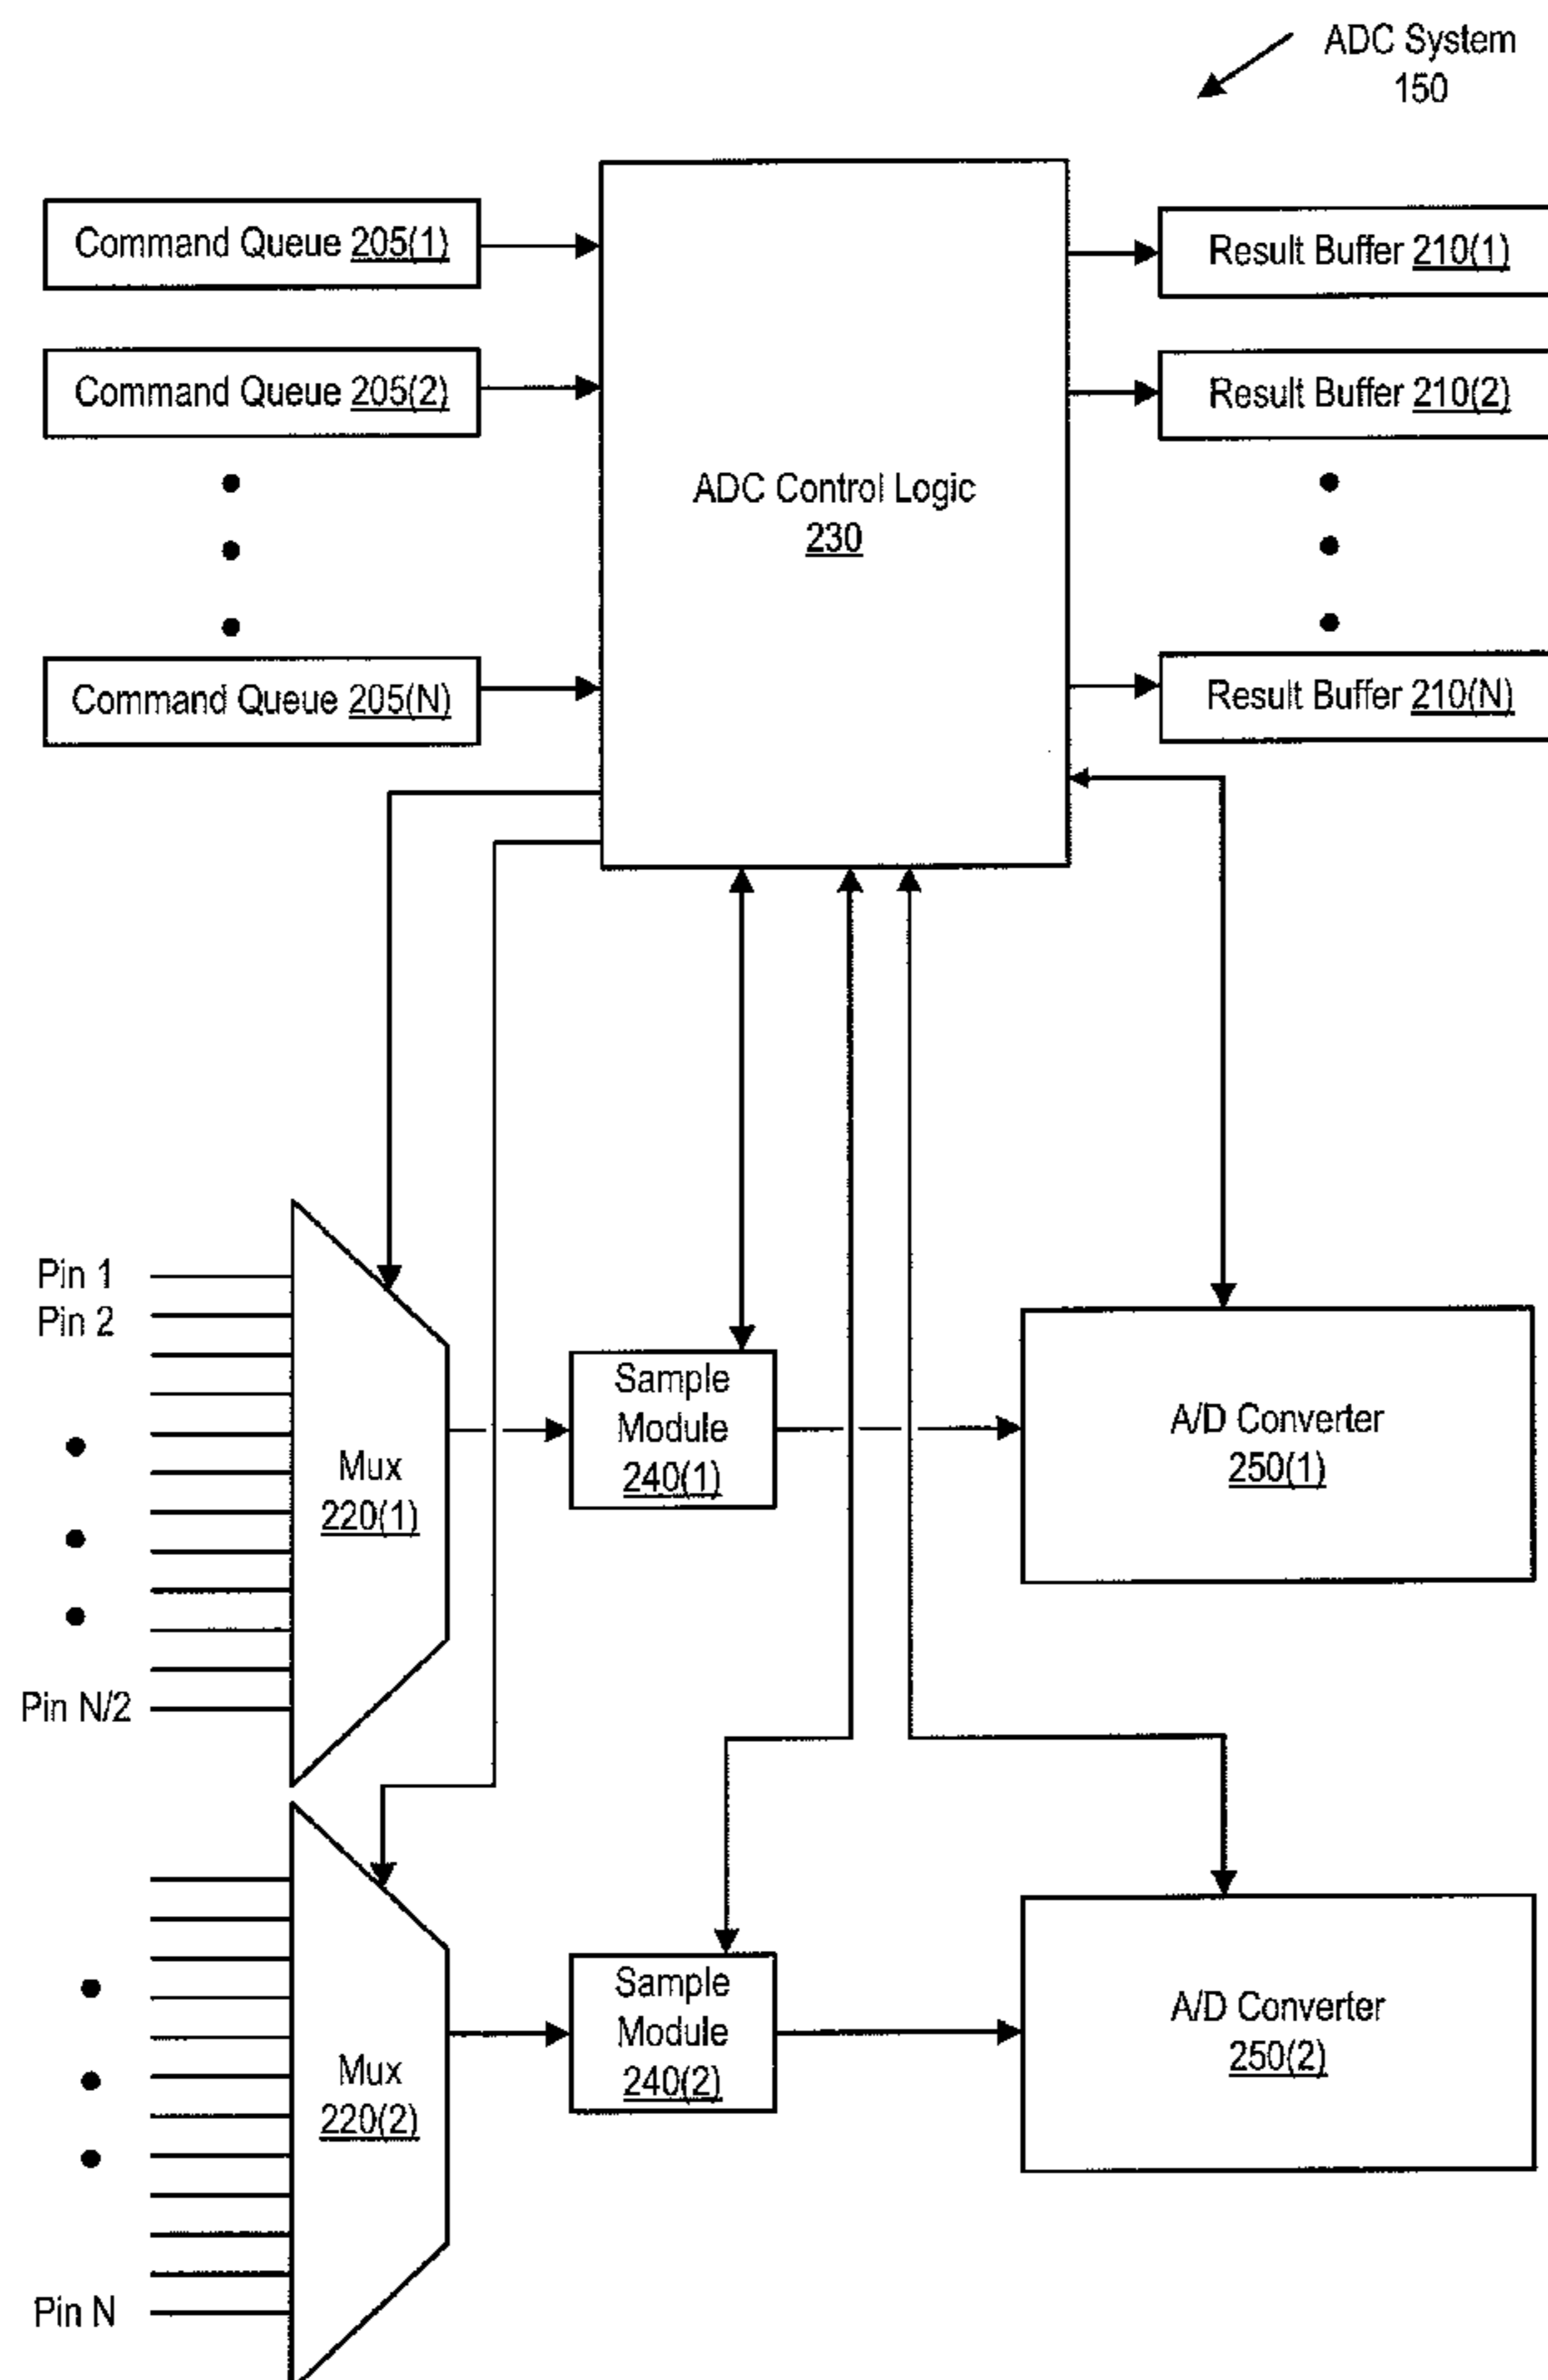 ADC System
150
Command Queue 205(1)
Result Buffer 210(1)
Command Queue 205(2)
Result Buffer 210(2)
ADC Control Logic
230
Command Queue 205(N)
Result Buffer 210(N)
Pin 1
Pin 2
Pin N/2
Mux
220(1)
Sample
Module
240(1)
A/D Converter
250(1)
Mux
220(2)
Sample
Module
240(2)
A/D Converter
250(2)
Pin N